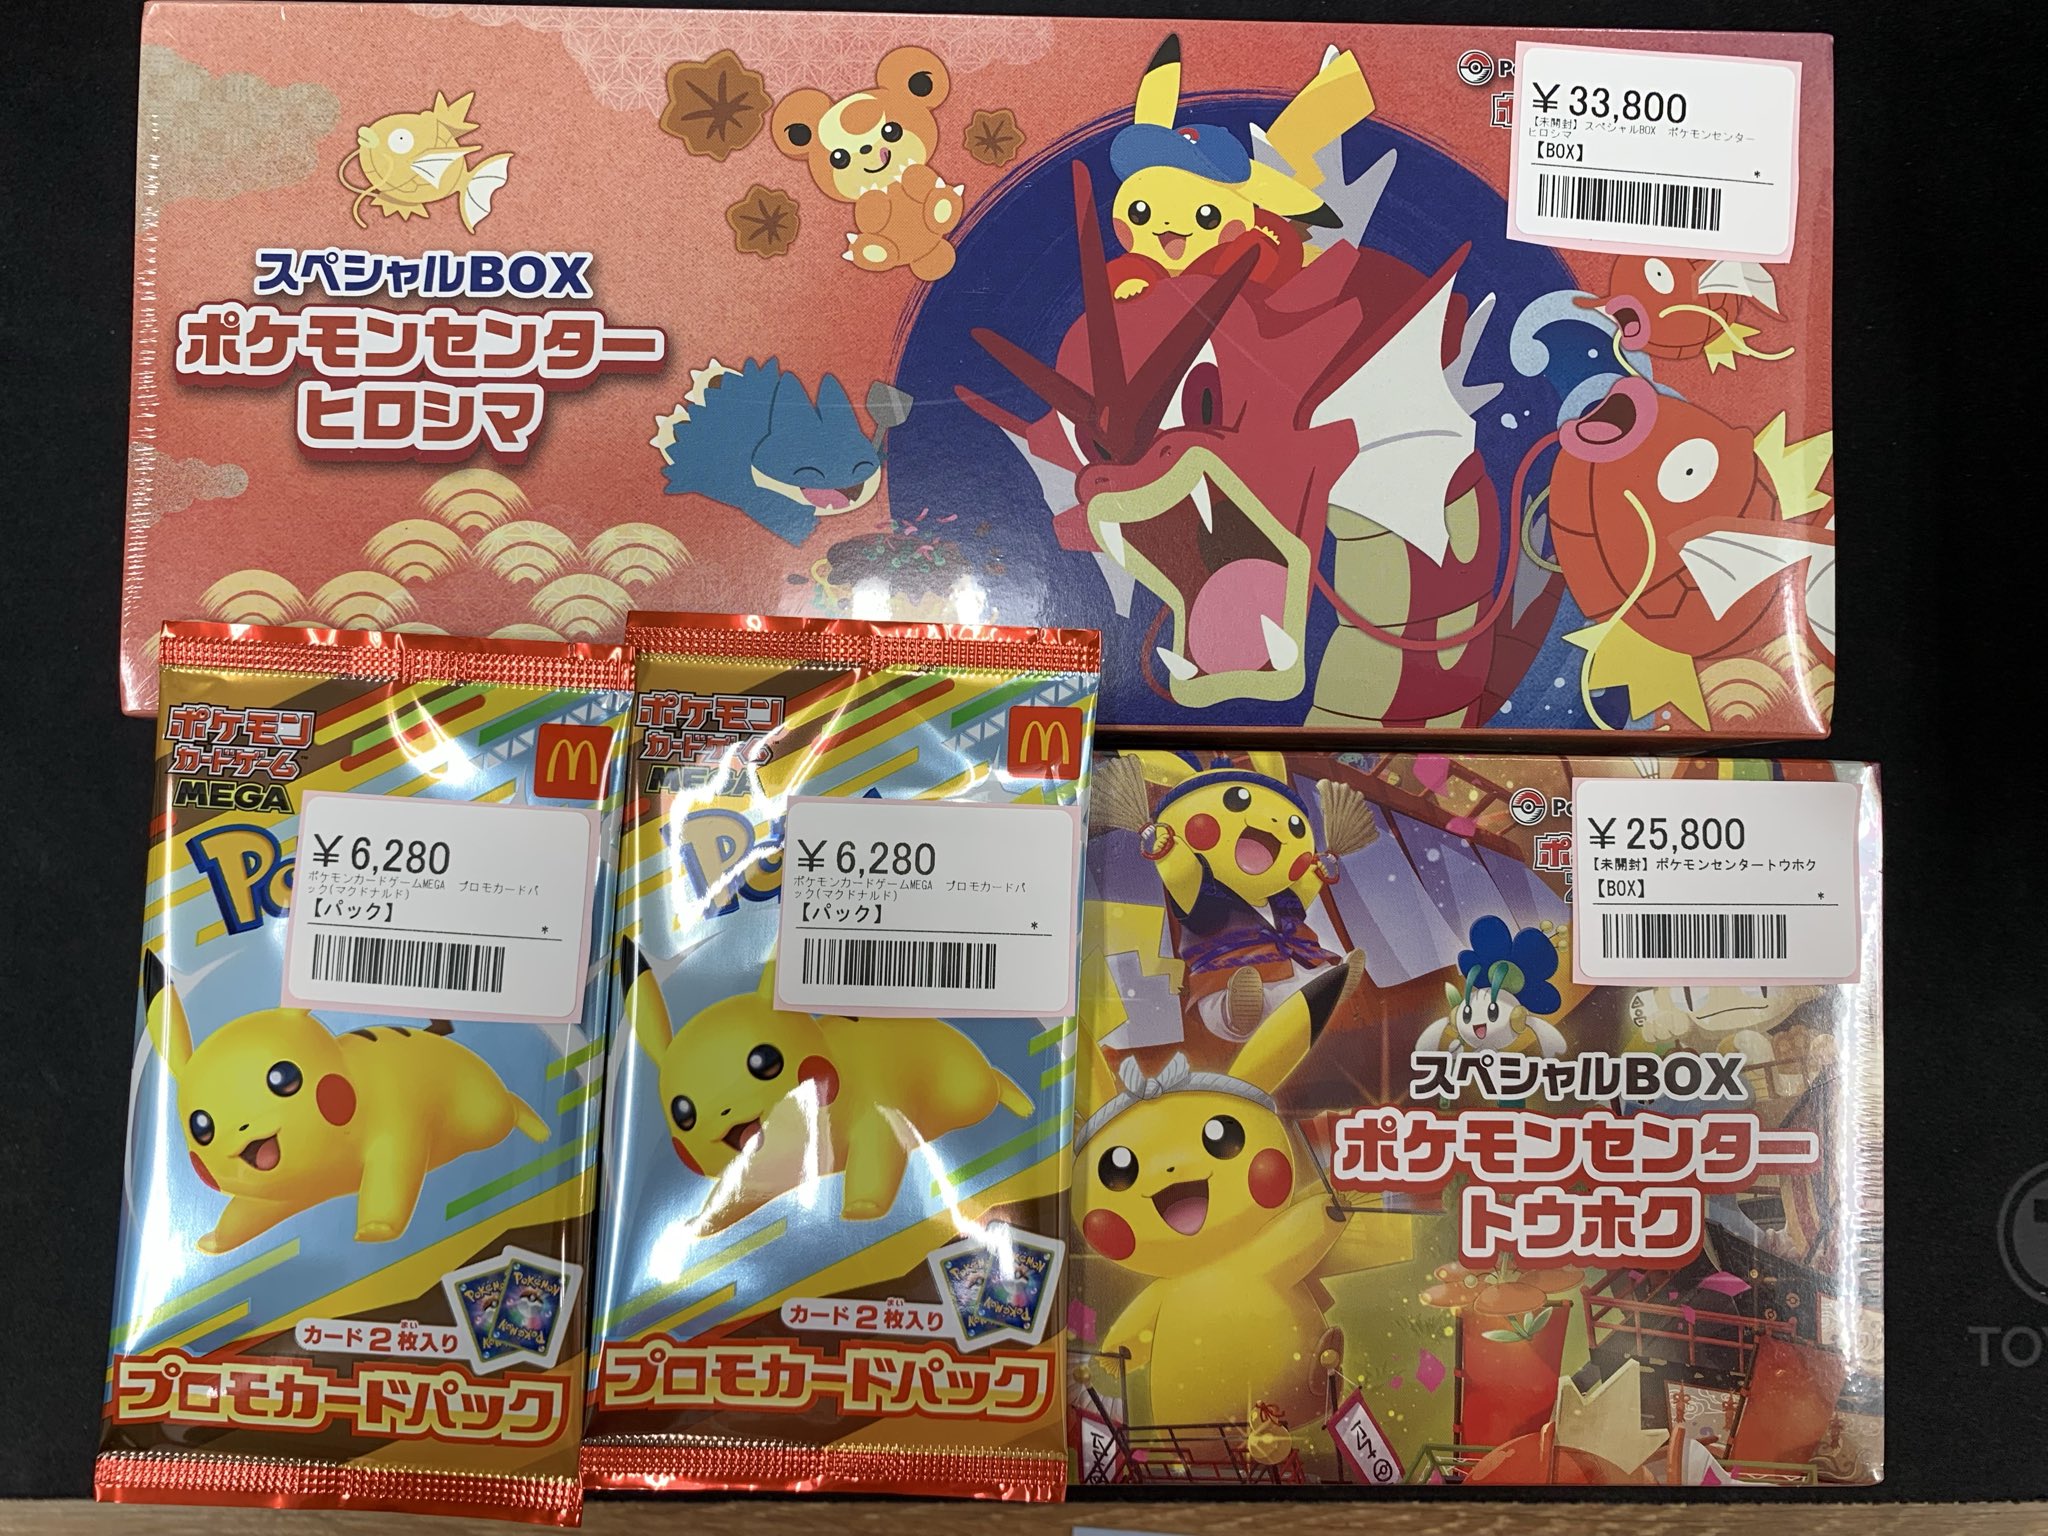 スペシャルBOX
ポケモンセンター
ヒロシマ
¥33,800
【未開封】スペシャルBOX ポケモンセンター
ヒロシマ
【BOX】
*
ポケモン
カードゲーム
MEGA
¥6,280
ポケモンカードゲームMEGA プロモカードパ
ック(マクドナルド)
【パック】
*
カード2枚入り
まい
プロモカードパック
ポケモン
カードゲーム
MEGA
¥6,280
ポケモンカードゲームMEGA プロモカードパ
ック(マクドナルド)
【パック】
*
カード2枚入り
まい
プロモカードパック
¥25,800
【未開封】ポケモンセンタートウホク
【BOX】
*
スペシャルBOX
ポケモンセンター
トウホク